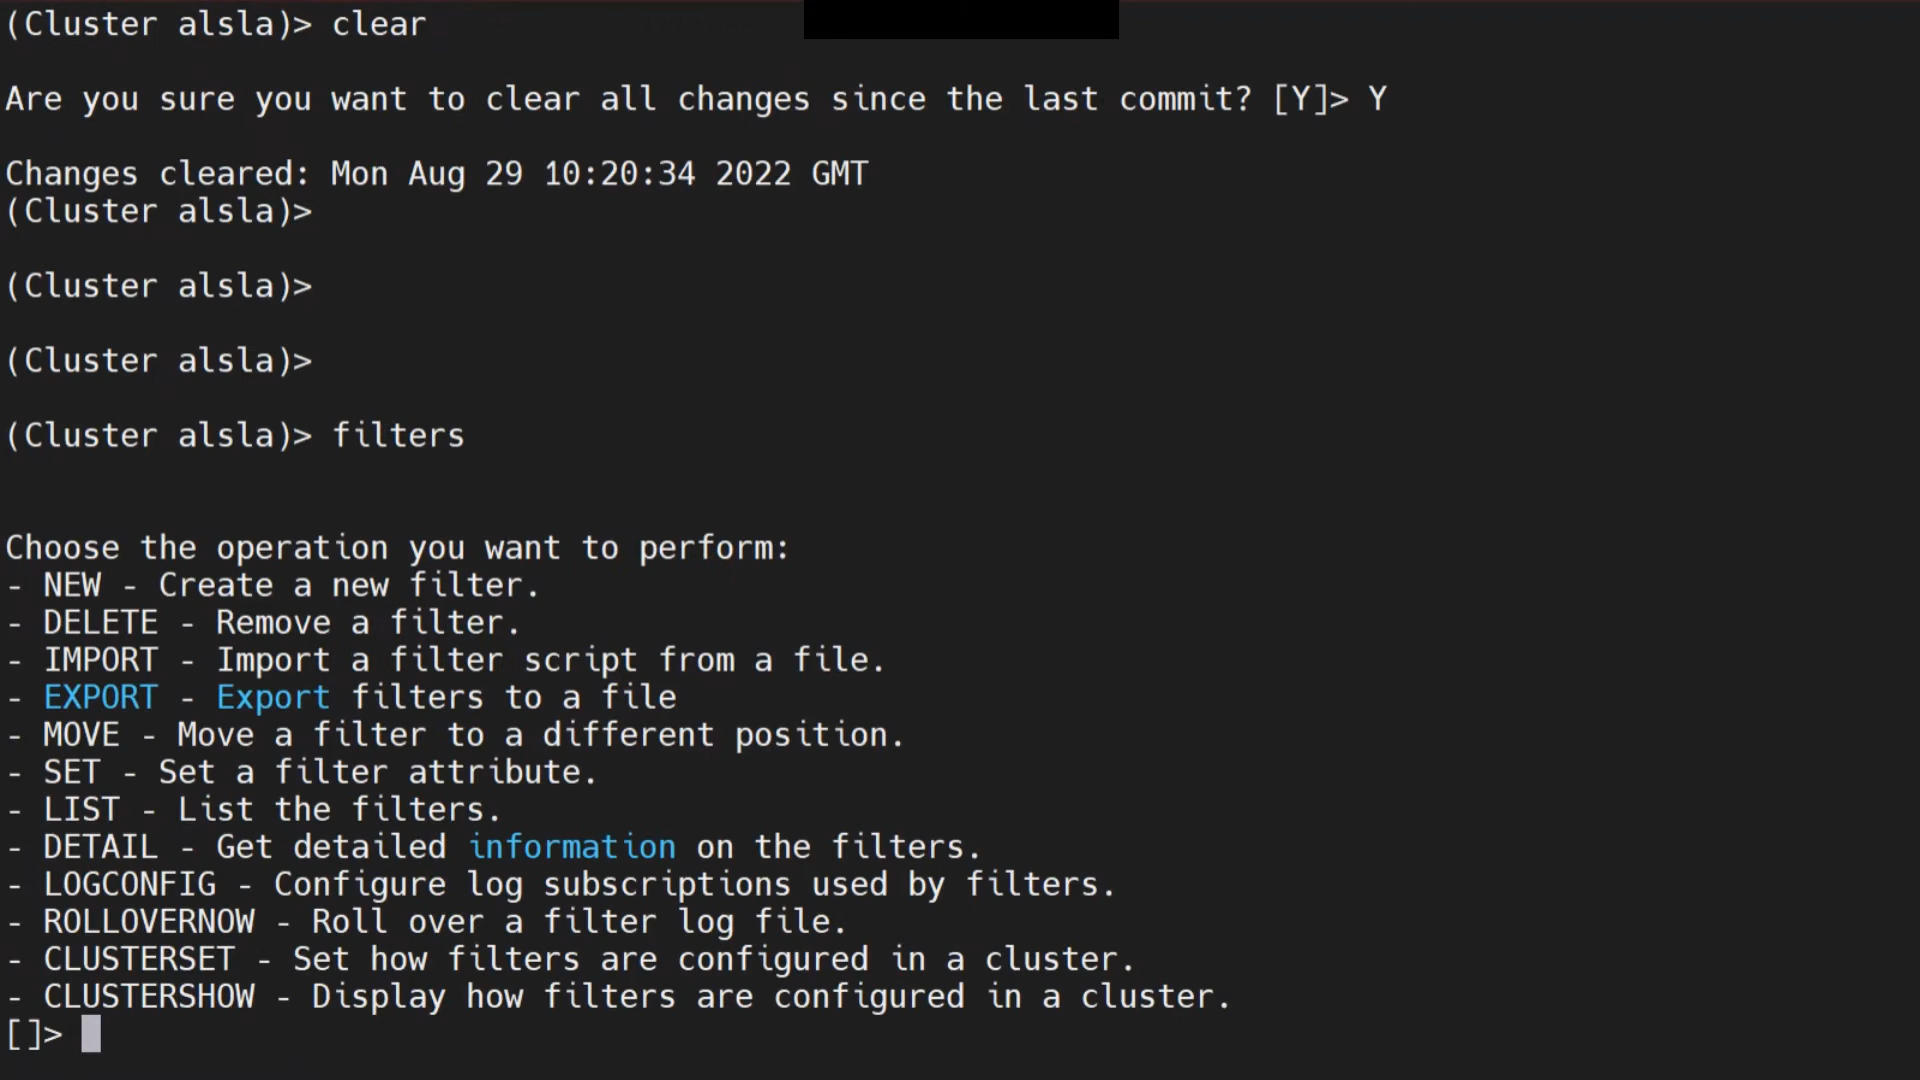 (Cluster alsla)> clear
Are you sure you want to clear all changes since the last commit? [Y]> Y
Changes cleared: Mon Aug 29 10:20:34 2022 GMT
(Cluster alsla)>
(Cluster alsla)>
(Cluster alsla)>
(Cluster alsla)> filters
Choose the operation you want to perform:
- NEW - Create a new filter.
- DELETE - Remove a filter.
- IMPORT - Import a filter script from a file.
- EXPORT - Export filters to a file
- MOVE - Move a filter to a different position.
- SET - Set a filter attribute.
- LIST - List the filters.
- DETAIL - Get detailed information on the filters.
- LOGCONFIG - Configure log subscriptions used by filters.
- ROLLOVERNOW - Roll over a filter log file.
- CLUSTERSET - Set how filters are configured in a cluster.
- CLUSTERSHOW - Display how filters are configured in a cluster.
[]>